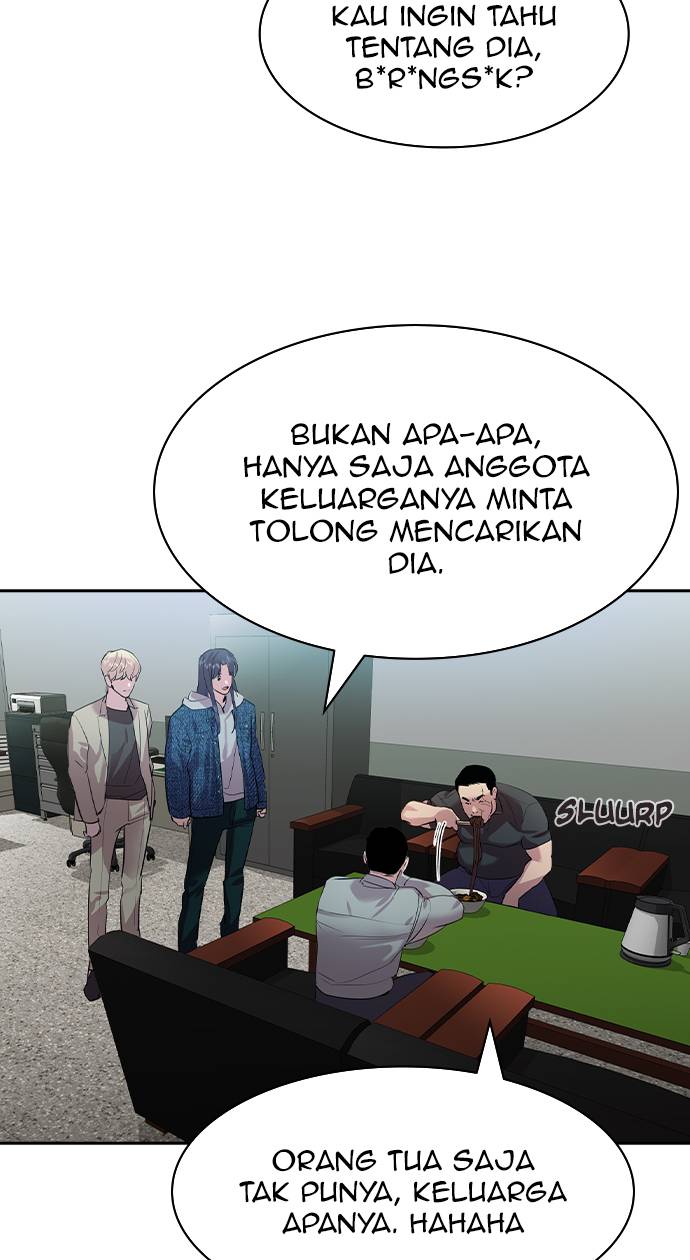 KAU INGIN TAHU
TENTANG DIA,
B*R*NGS*K?
BUKAN APA-APA,
HANYA SAJA ANGGOTA
KELUARGANYA MINTA
TOLONG MENCARIKAN
DIA.
SLUURP
ORANG TUA SAJA
TAK PUNYA, KELUARGA
APANYA. HAHAHA